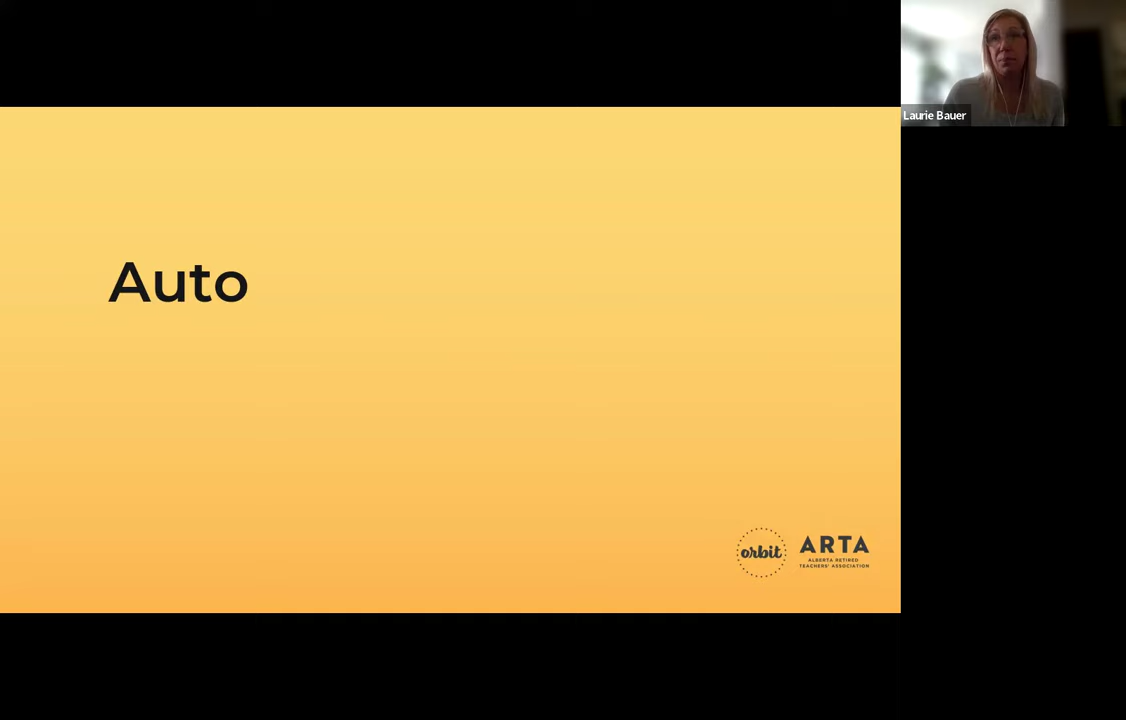 Laurie Bauer
Auto
orbit
ARTA
ALBERTA RETIRED
TEACHERS' ASSOCIATION